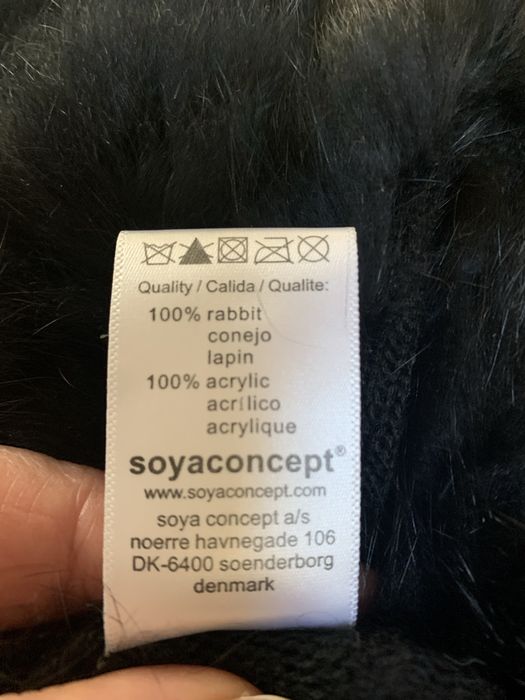 Quality / Calida / Qualite:
100% rabbit
conejo
lapin
100% acrylic
acrílico
acrylique
soyaconcept®
www.soyaconcept.com
soya concept a/s
noerre havnegade 106
DK-6400 soenderborg
denmark